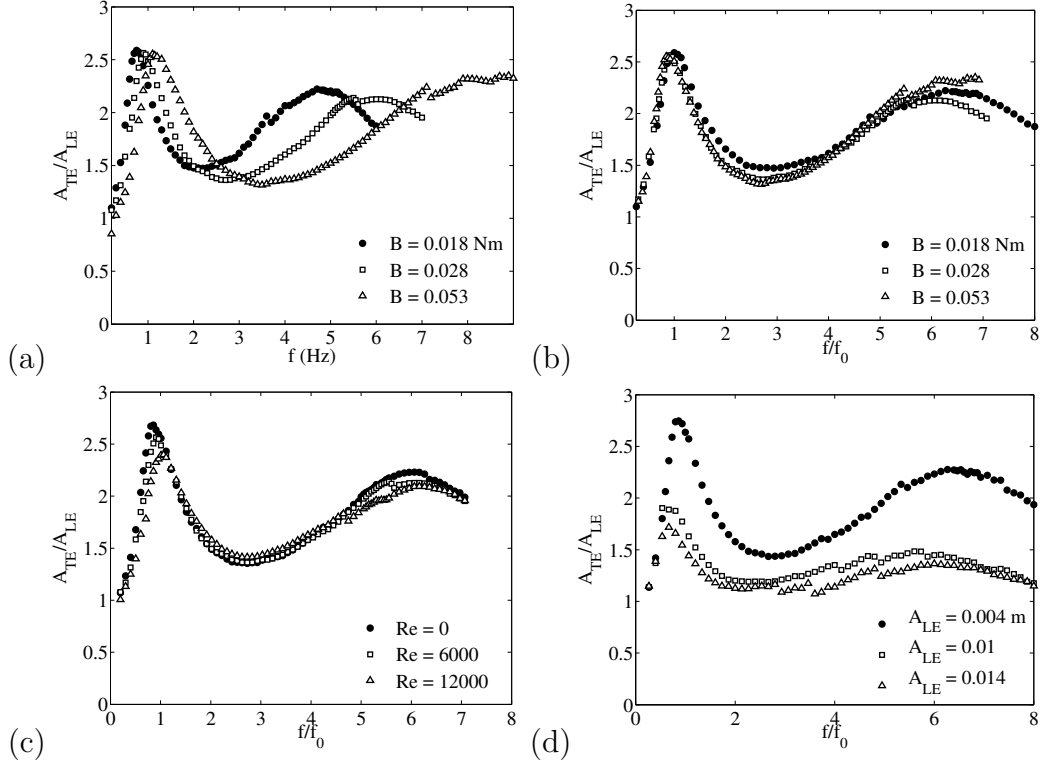 3
2.5
2
1.5
1
0.5
0
A_TE/A_LE
B = 0.018 Nm
B = 0.028
B = 0.053
1 2 3 4 5 6 7 8
f (Hz)
(a)
3
2.5
2
1.5
1
0.5
0
A_TE/A_LE
B = 0.018 Nm
B = 0.028
B = 0.053
1 2 3 4 5 6 7 8
f/f_0
(b)
3
2.5
2
1.5
1
0.5
0
A_TE/A_LE
Re = 0
Re = 6000
Re = 12000
0 1 2 3 4 5 6 7 8
f/f_0
(c)
3
2.5
2
1.5
1
0.5
0
A_TE/A_LE
A_LE = 0.004 m
A_LE = 0.01
A_LE = 0.014
2 4 6 8
f/f_0
(d)